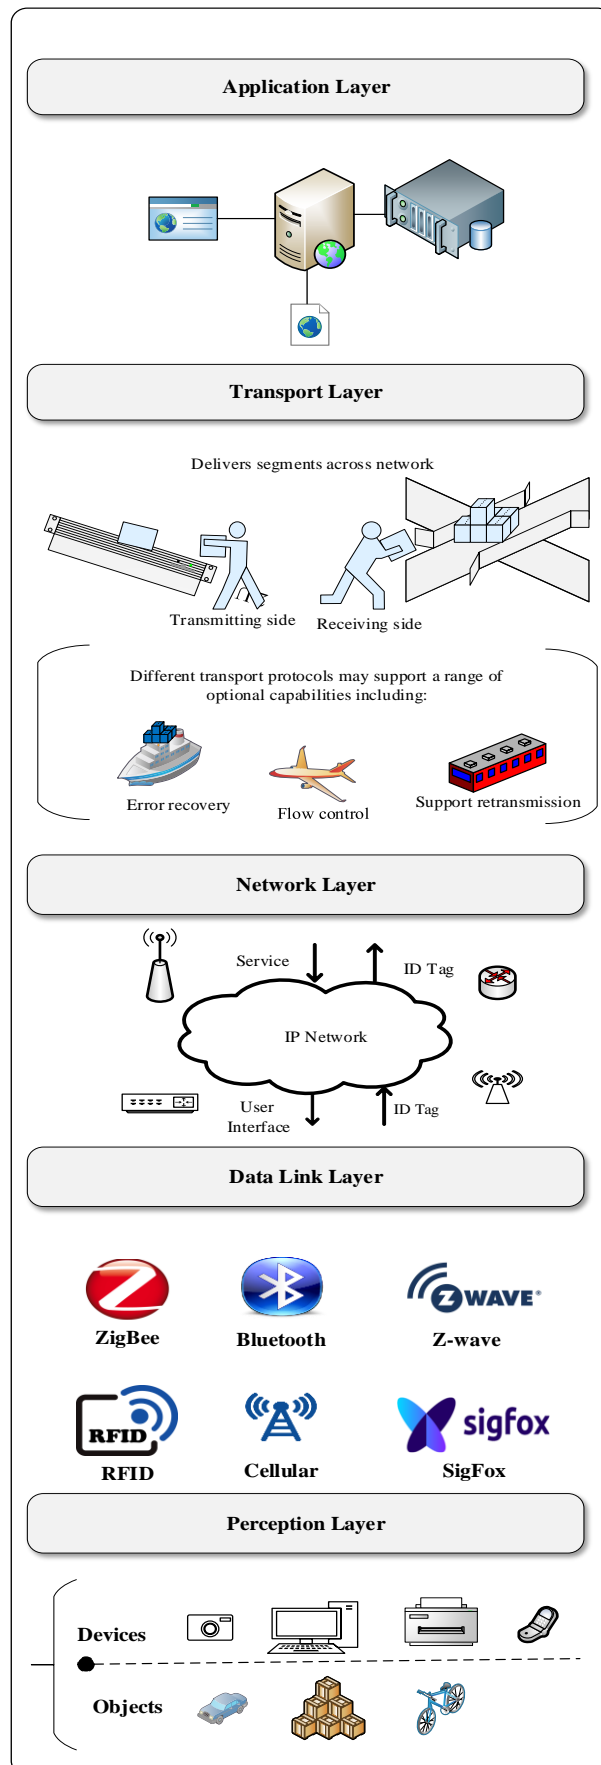 Application Layer
Transport Layer
Delivers segments across network
Transmitting side
Receiving side
Different transport protocols may support a range of
optional capabilities including:
Error recovery
Flow control
Support retransmission
Network Layer
Service
ID Tag
IP Network
User
Interface
ID Tag
Data Link Layer
ZigBee
Bluetooth
Z WAVE®
Z-wave
RFID
RFID
Cellular
sigfox
SigFox
Perception Layer
Devices
Objects